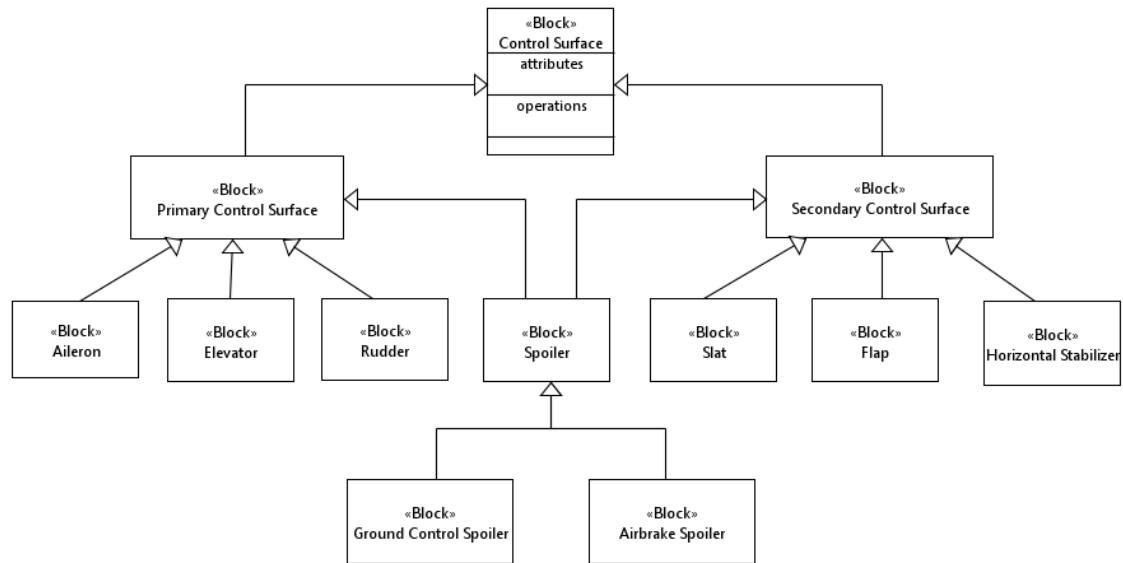 «Block»
Control Surface
attributes
operations
«Block»
Primary Control Surface
«Block»
Secondary Control Surface
«Block»
Aileron
«Block»
Elevator
«Block»
Rudder
«Block»
Spoiler
«Block»
Slat
«Block»
Flap
«Block»
Horizontal Stabilizer
«Block»
Ground Control Spoiler
«Block»
Airbrake Spoiler